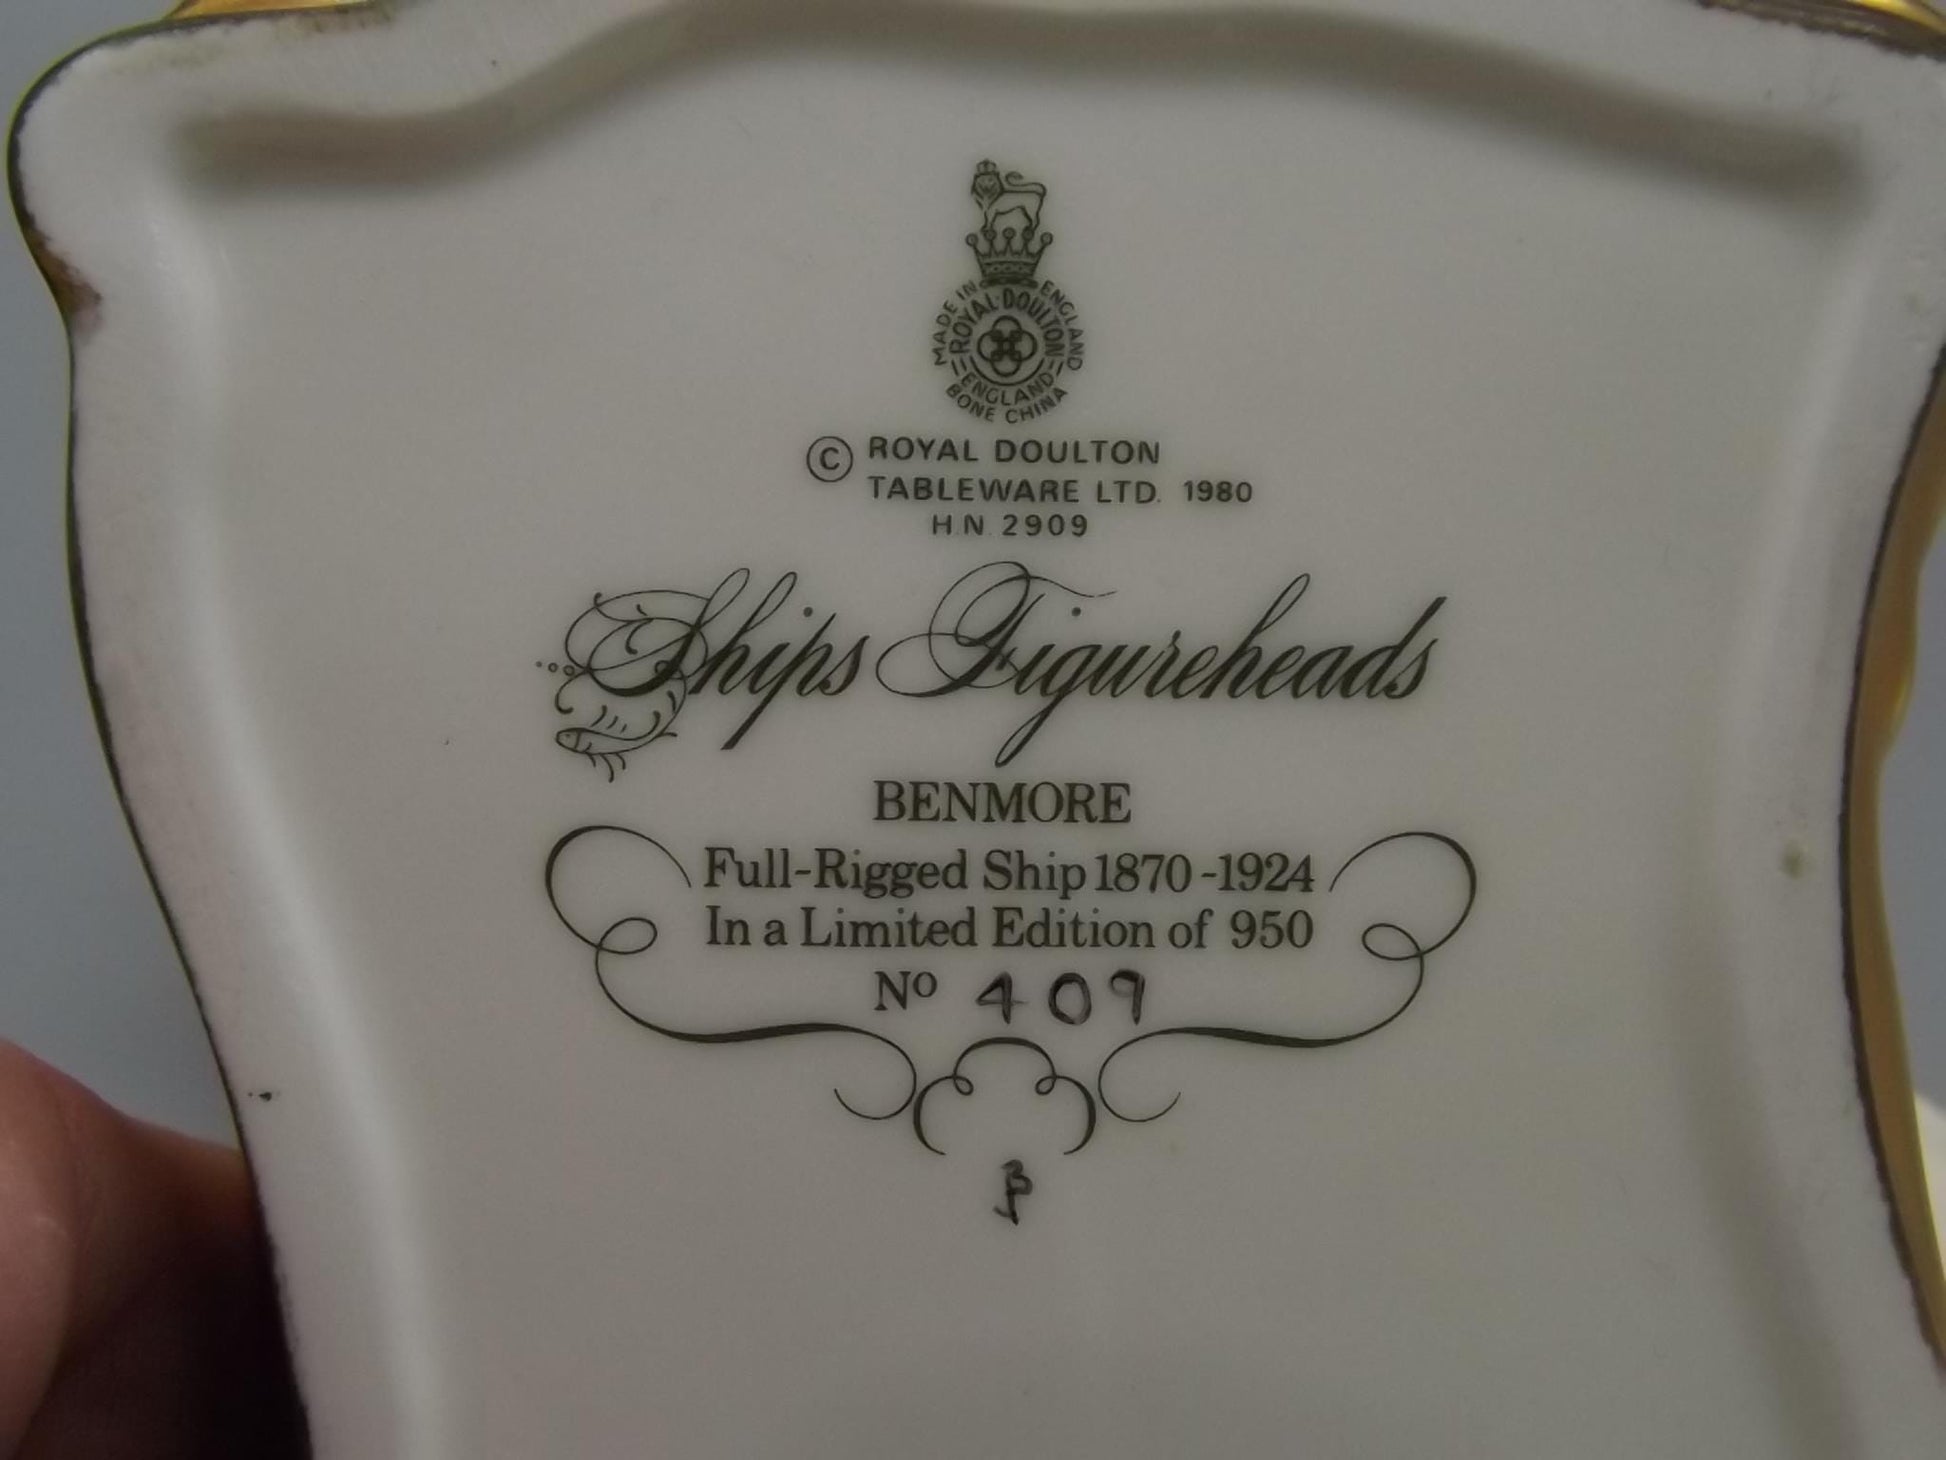 MADE IN ENGLAND
ROYAL·DOULTON
ENGLAND
BONE CHINA
© ROYAL DOULTON
TABLEWARE LTD. 1980
H.N. 2909
Ships Figureheads
BENMORE
Full-Rigged Ship 1870-1924
In a Limited Edition of 950
Nº 409